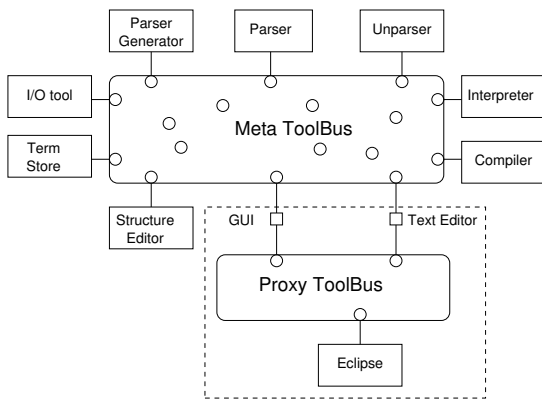 Parser
Generator
Parser
Unparser
I/O tool
Interpreter
Meta ToolBus
Term
Store
Compiler
Structure
Editor
GUI
Text Editor
Proxy ToolBus
Eclipse